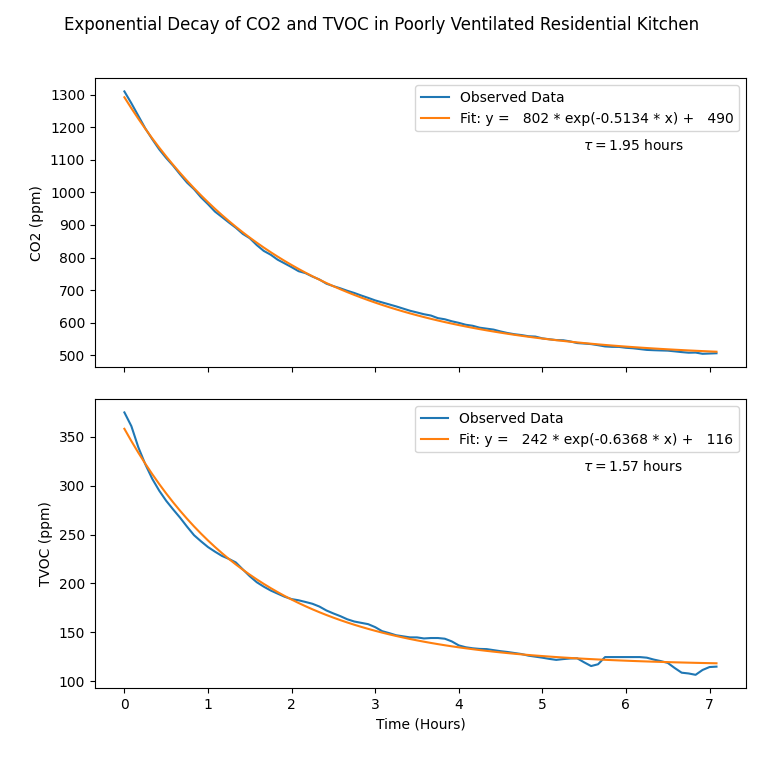 Exponential Decay of CO2 and TVOC in Poorly Ventilated Residential Kitchen
1300
1200
1100
1000
900
800
700
600
500
CO2 (ppm)
Observed Data
Fit: y =   802 * exp(-0.5134 * x) +   490
τ = 1.95 hours
350
300
250
200
150
100
TVOC (ppm)
Observed Data
Fit: y =   242 * exp(-0.6368 * x) +   116
τ = 1.57 hours
0 1 2 3 4 5 6 7
Time (Hours)